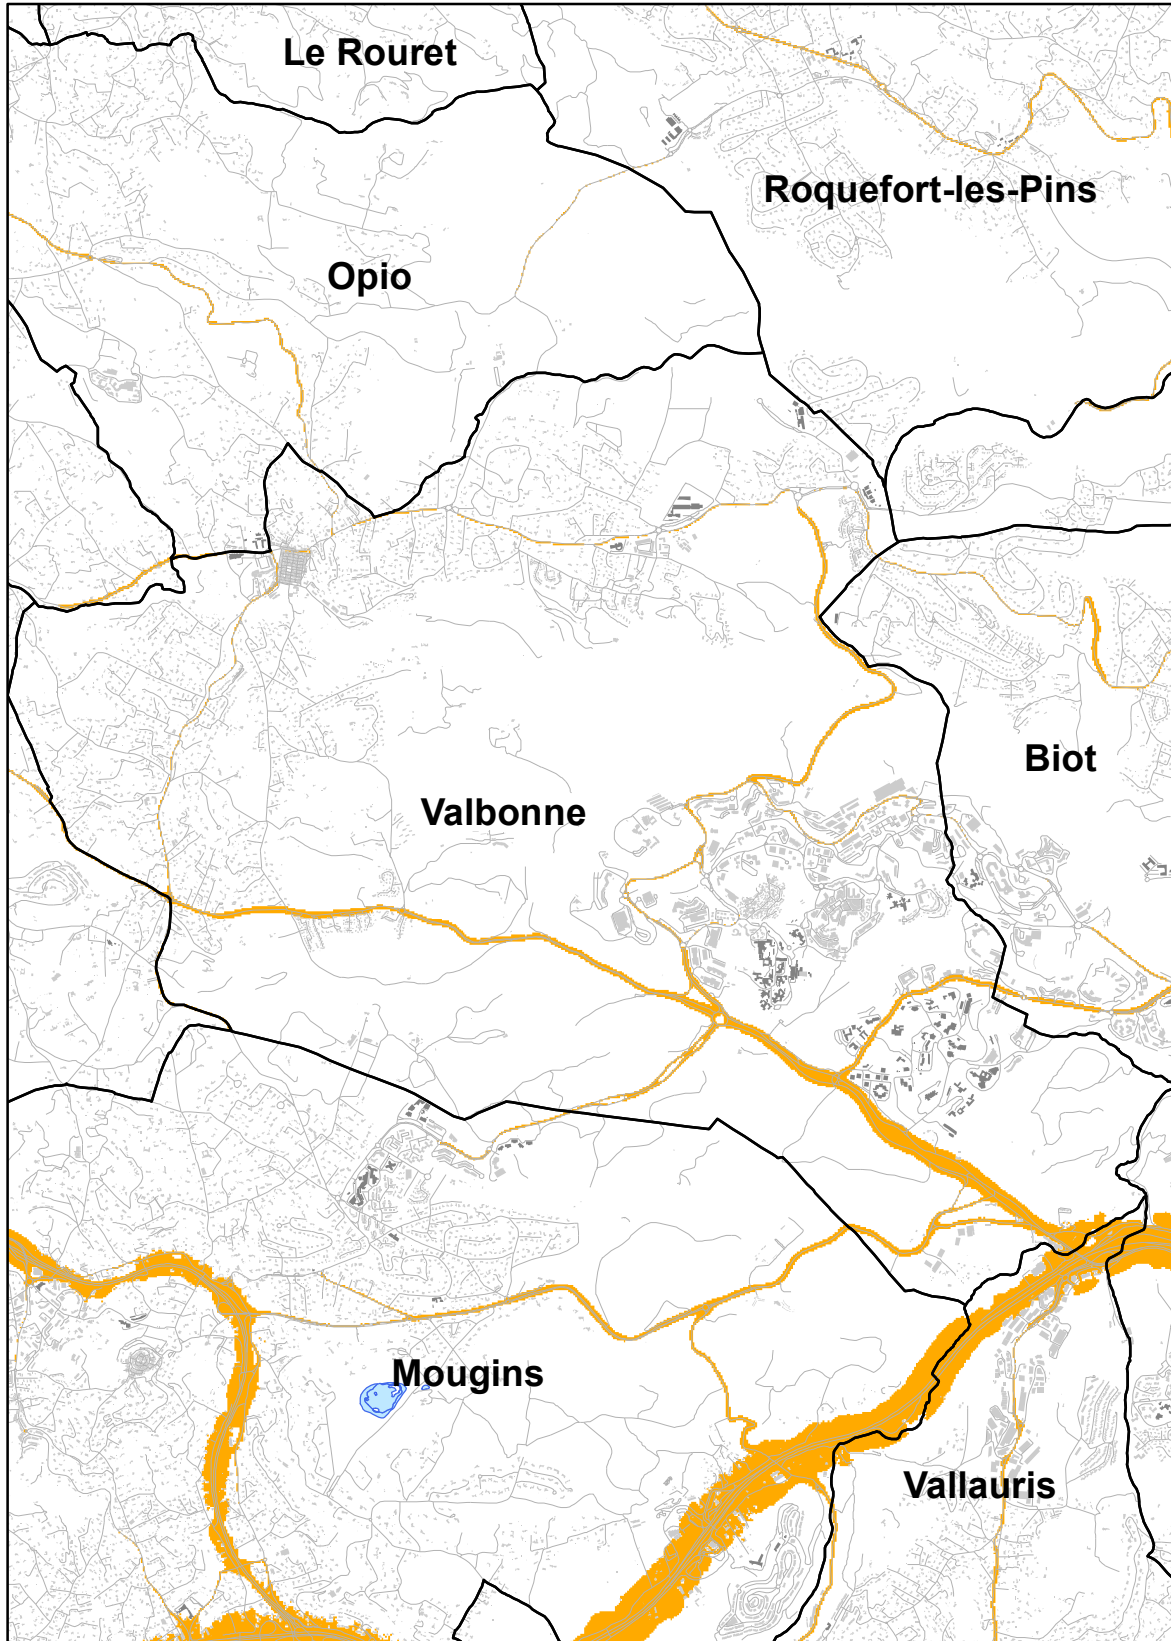 Le Rouret
Roquefort-les-Pins
Opio
Biot
Valbonne
Mougins
Vallauris